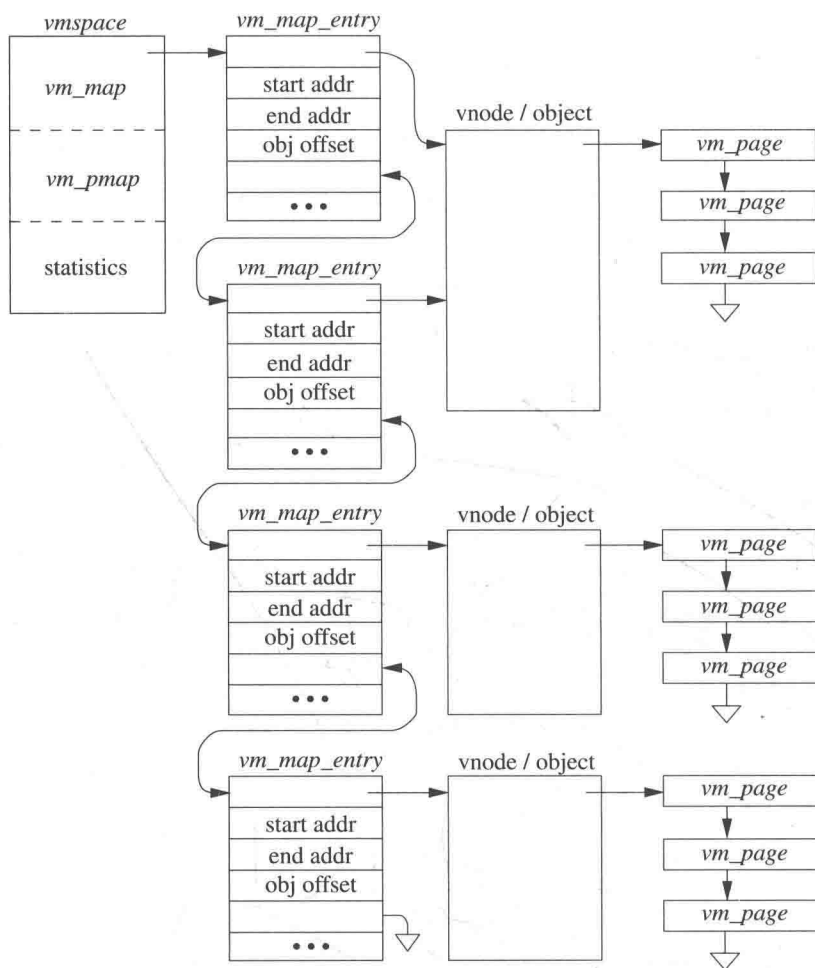 vmspace
vm_map
vm_pmap
statistics
vm_map_entry
start addr
end addr
obj offset
•••
vnode / object
vm_page
vm_page
vm_page
vm_map_entry
start addr
end addr
obj offset
•••
vm_map_entry
start addr
end addr
obj offset
•••
vnode / object
vm_page
vm_page
vm_page
vm_map_entry
start addr
end addr
obj offset
•••
vnode / object
vm_page
vm_page
vm_page